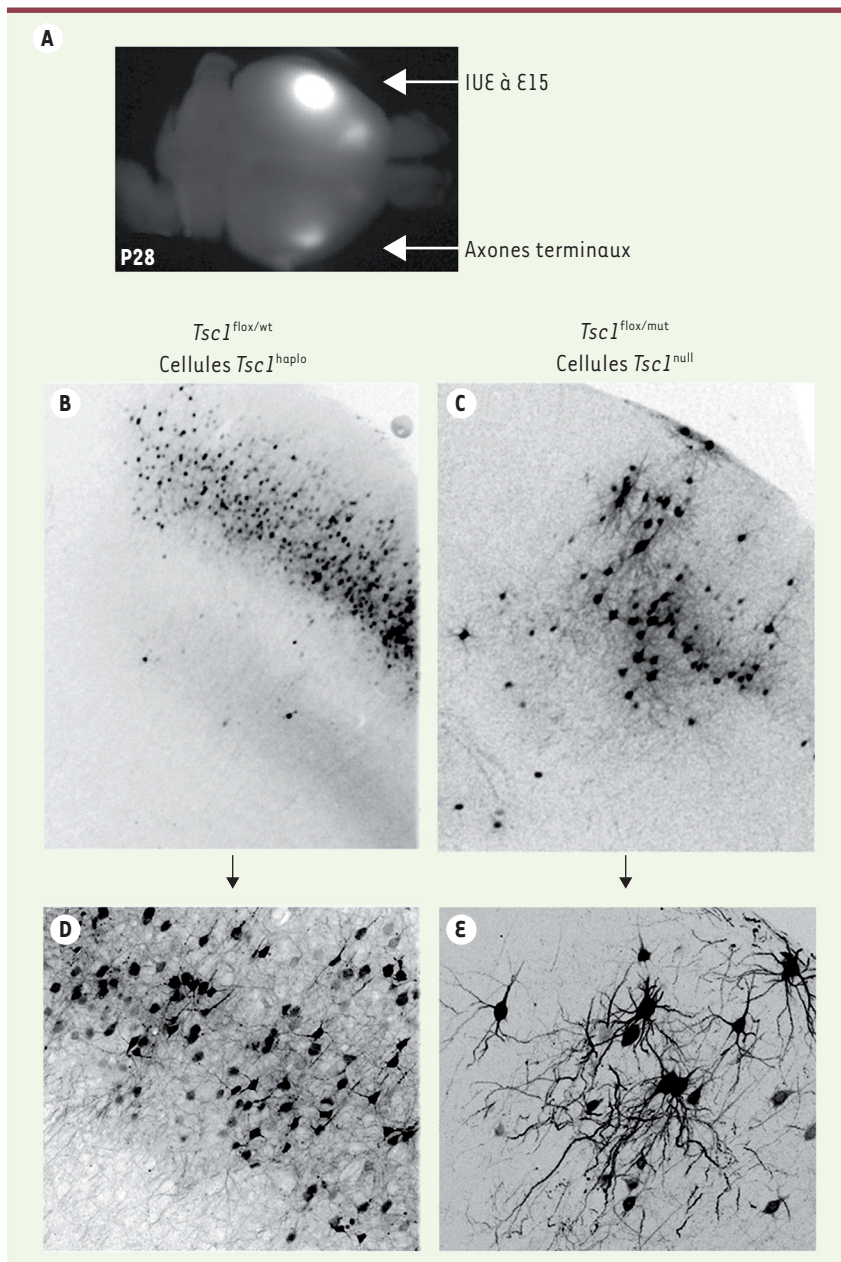 A
IUE à E15
Axones terminaux
P28
Tsc1flox/wt
Cellules Tsc1haplo
Tsc1flox/mut
Cellules Tsc1null
B
C
D
E